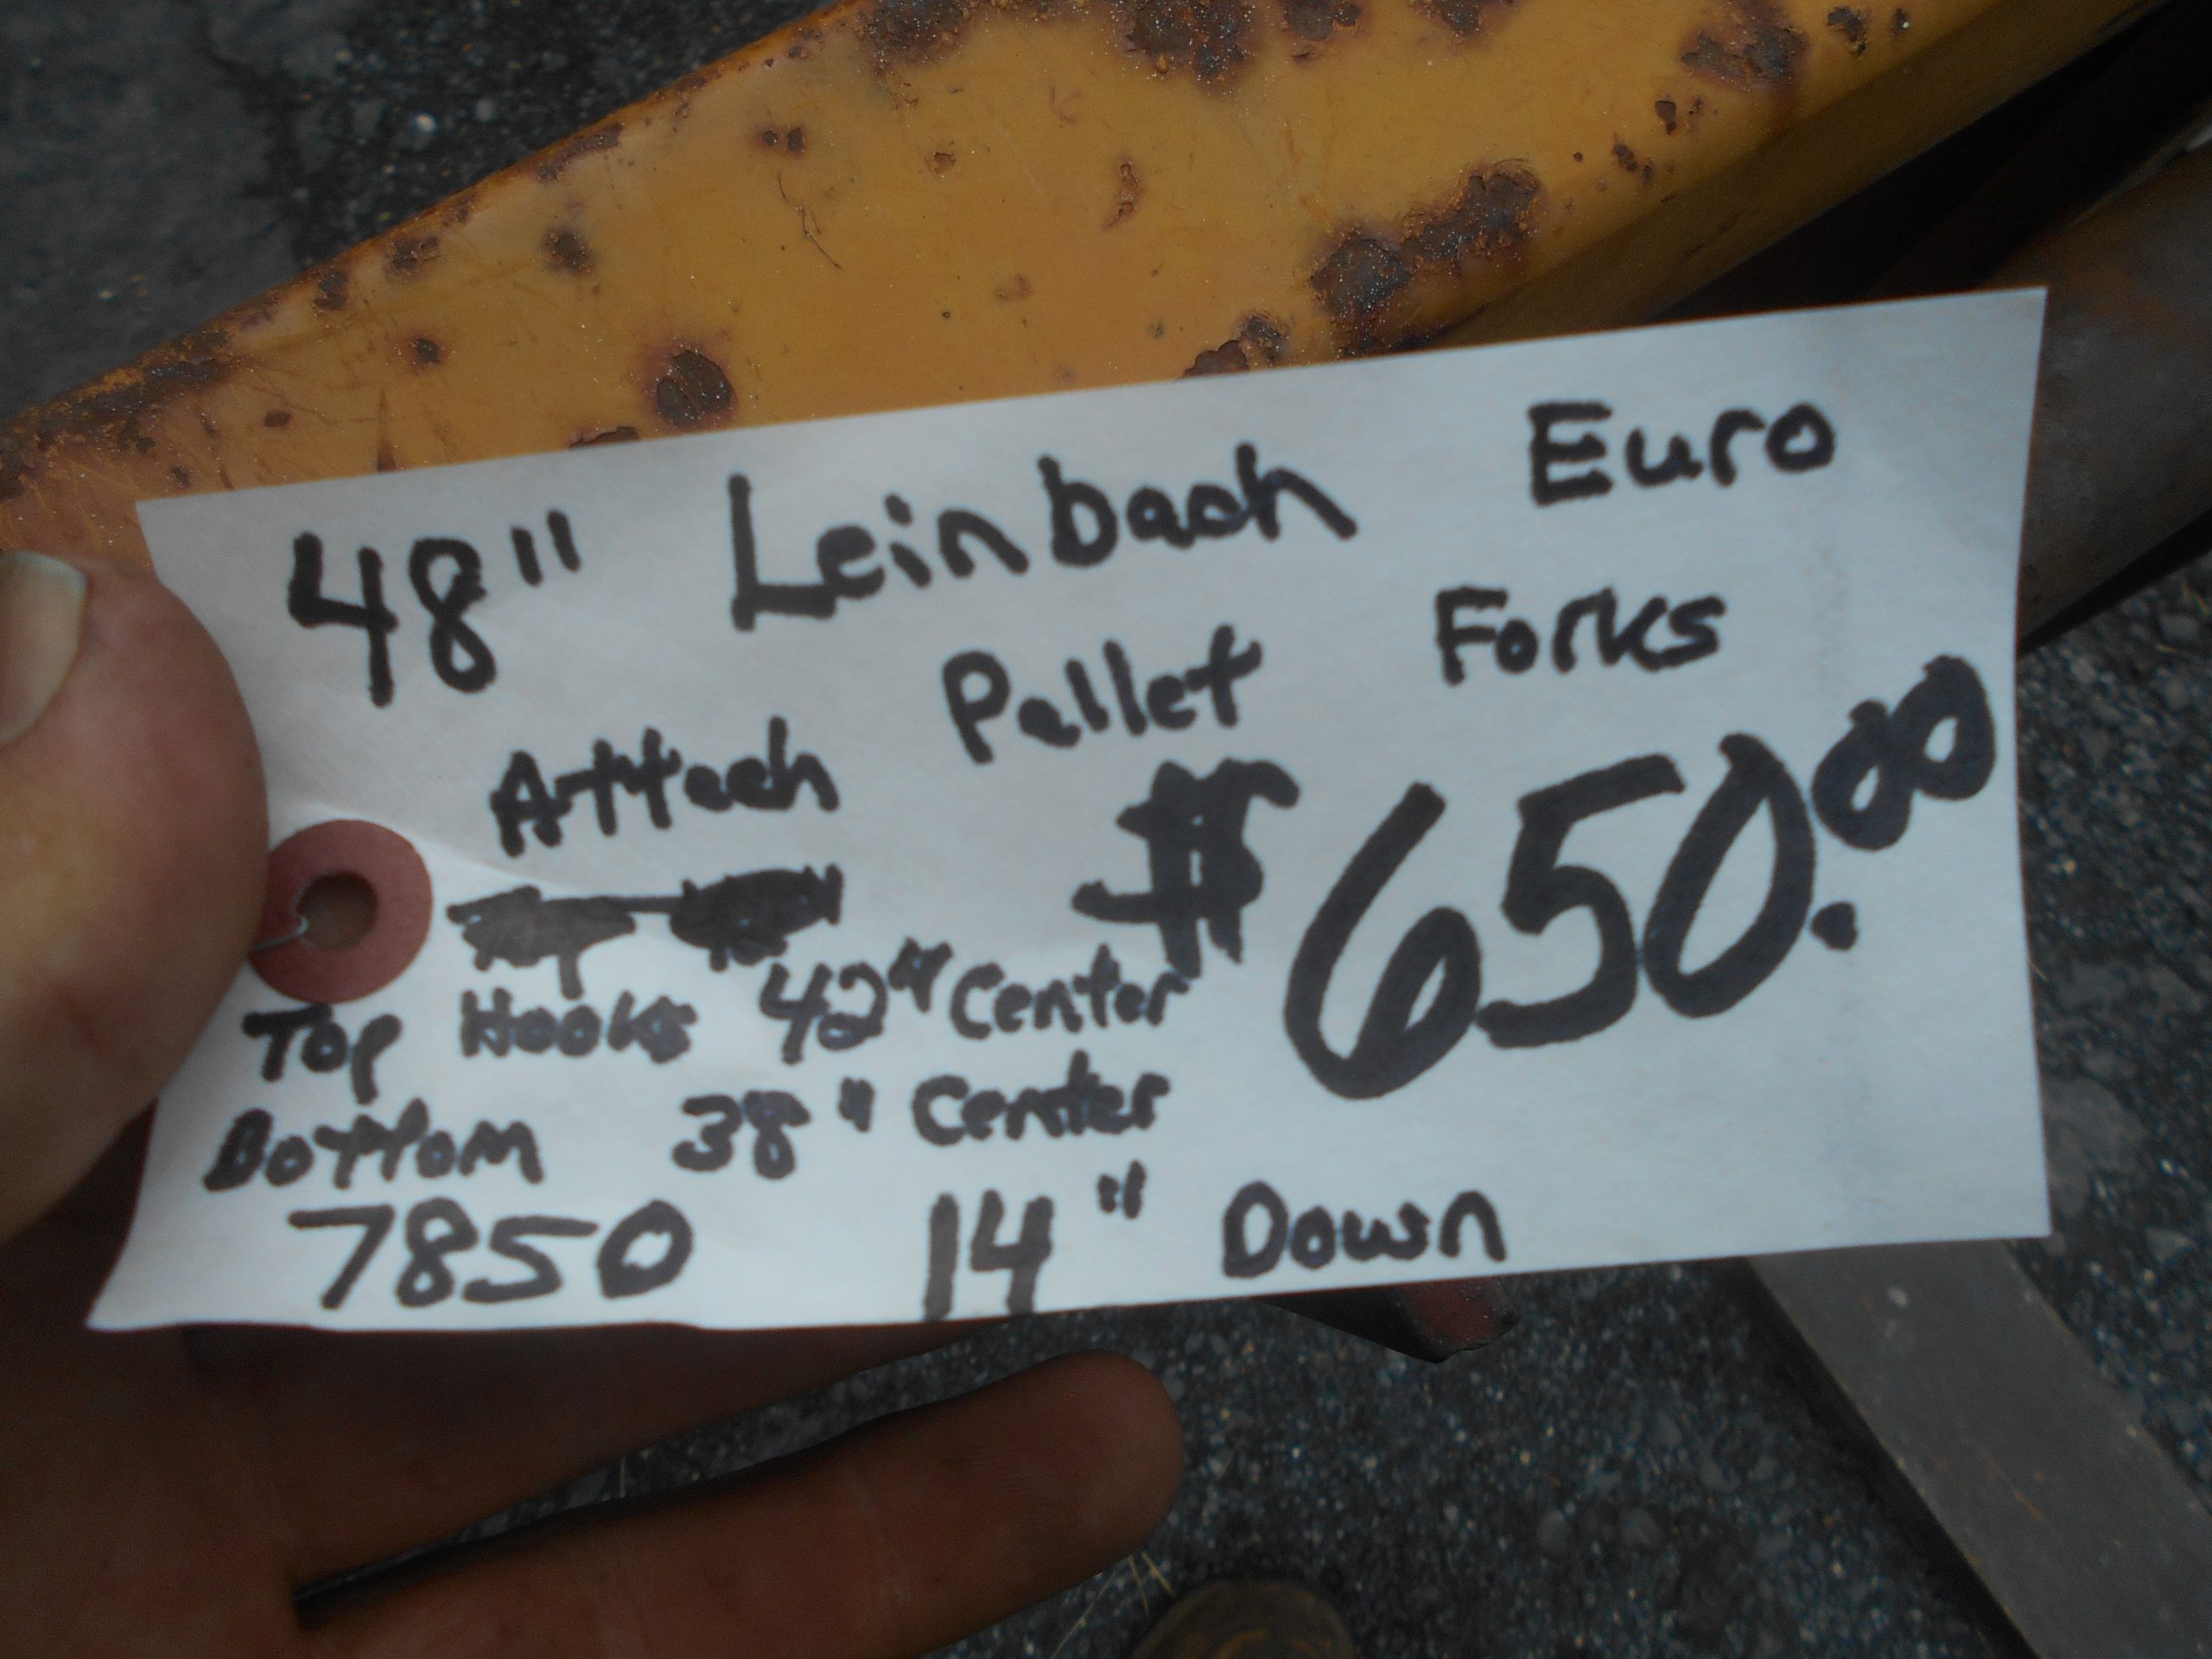 48" Leinbach Euro
Attach Pallet Forks
$650.00
Top Hooks 42" Center
Bottom 38" Center
7850 14" Down